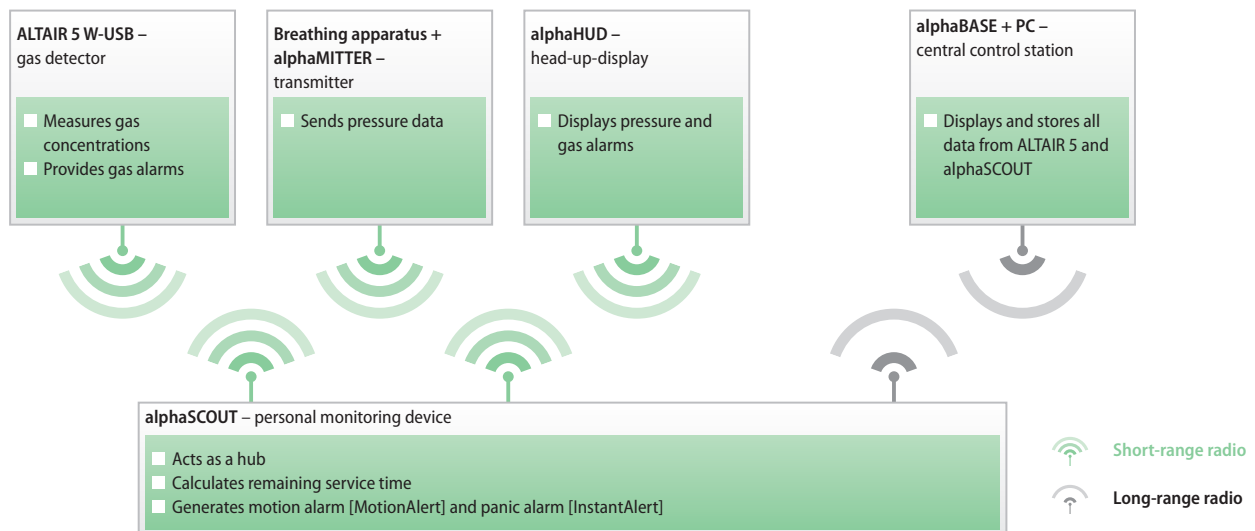 ALTAIR 5 W-USB –
gas detector
Measures gas
concentrations
Provides gas alarms
Breathing apparatus +
alphaMITTER –
transmitter
Sends pressure data
alphaHUD –
head-up-display
Displays pressure and
gas alarms
alphaBASE + PC –
central control station
Displays and stores all
data from ALTAIR 5 and
alphaSCOUT
alphaSCOUT – personal monitoring device
Acts as a hub
Calculates remaining service time
Generates motion alarm [MotionAlert] and panic alarm [InstantAlert]
Short-range radio
Long-range radio